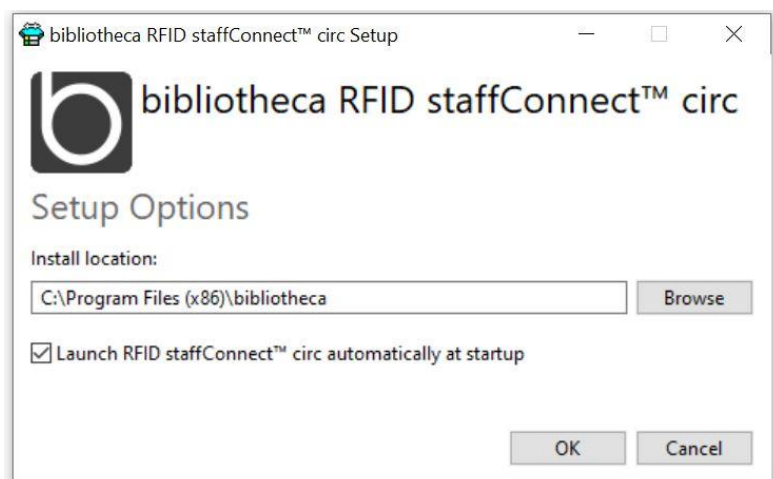 bibliotheca RFID staffConnect™ circ Setup
bibliotheca RFID staffConnect™ circ
Setup Options
Install location:
C:\Program Files (x86)\bibliotheca
Browse
Launch RFID staffConnect™ circ automatically at startup
OK
Cancel